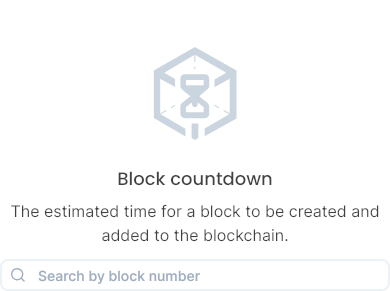 Block countdown
The estimated time for a block to be created and
added to the blockchain.
Search by block number